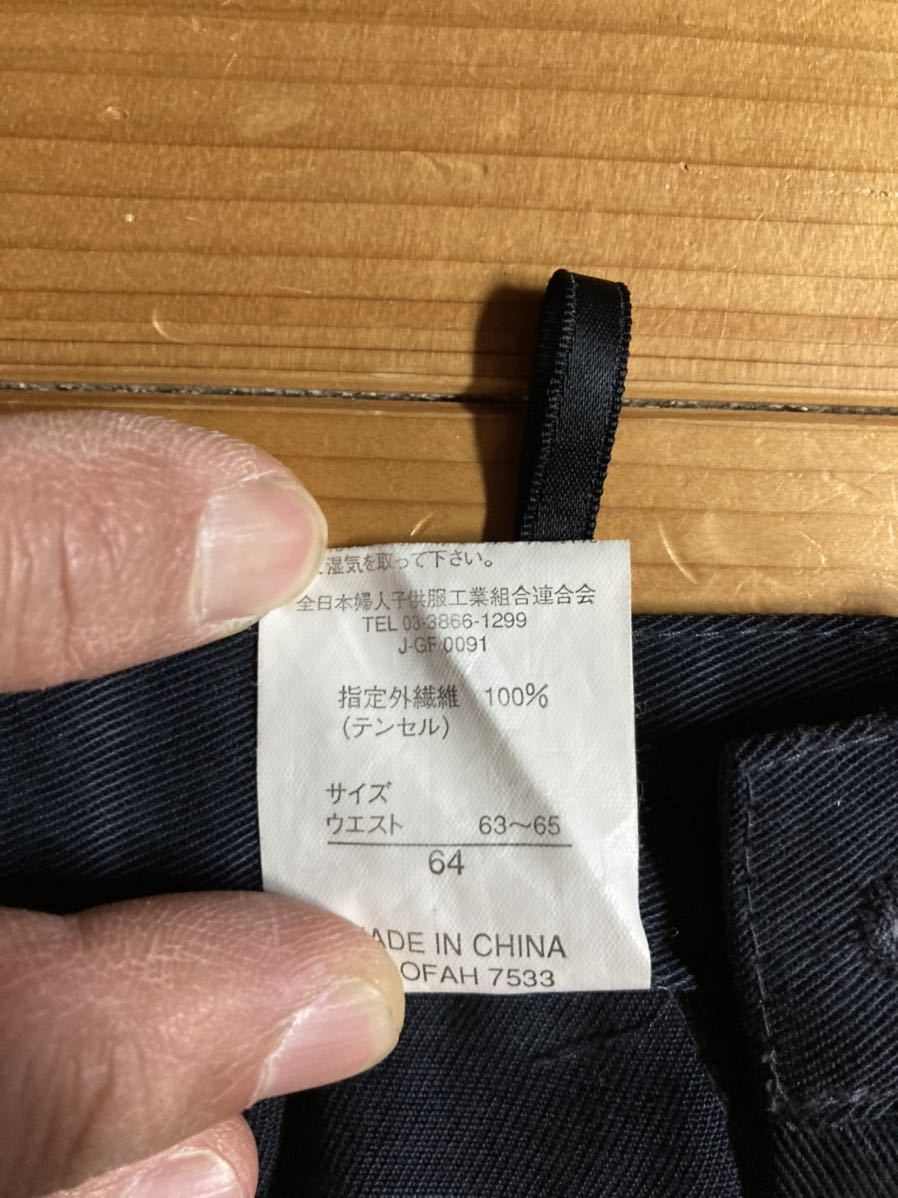 湿気を取って下さい。
全日本婦人子供服工業組合連合会
TEL 03-3866-1299
J-GF 0091
指定外繊維 100%
(テンセル)
サイズ
ウエスト 63～65
64
ADE IN CHINA
OFAH 7533